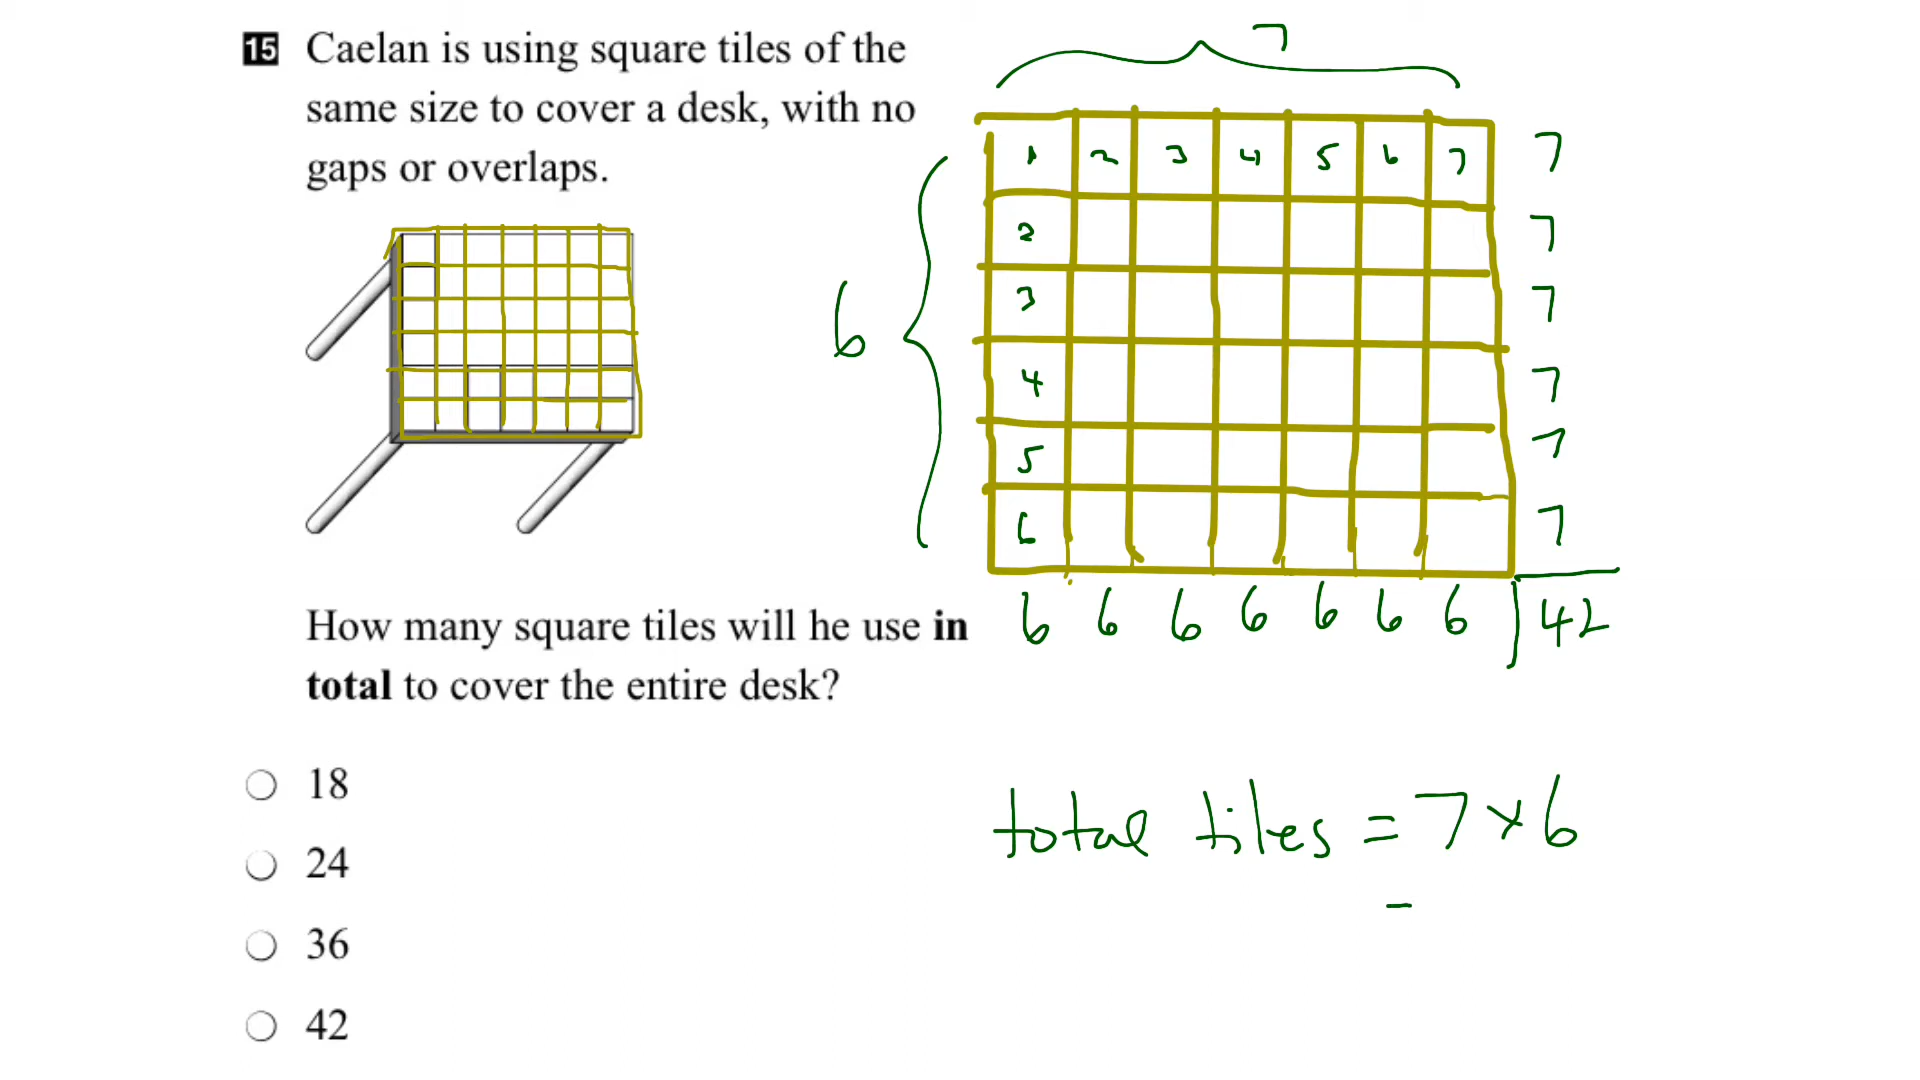 15 Caelan is using square tiles of the
same size to cover a desk, with no
gaps or overlaps.
How many square tiles will he use in
total to cover the entire desk?
18
24
36
42
7
1 2 3 4 5 6 7 7
2 7
3 7
4 7
5 7
6 7
6
6 6 6 6 6 6 6 42
total tiles = 7 × 6
=